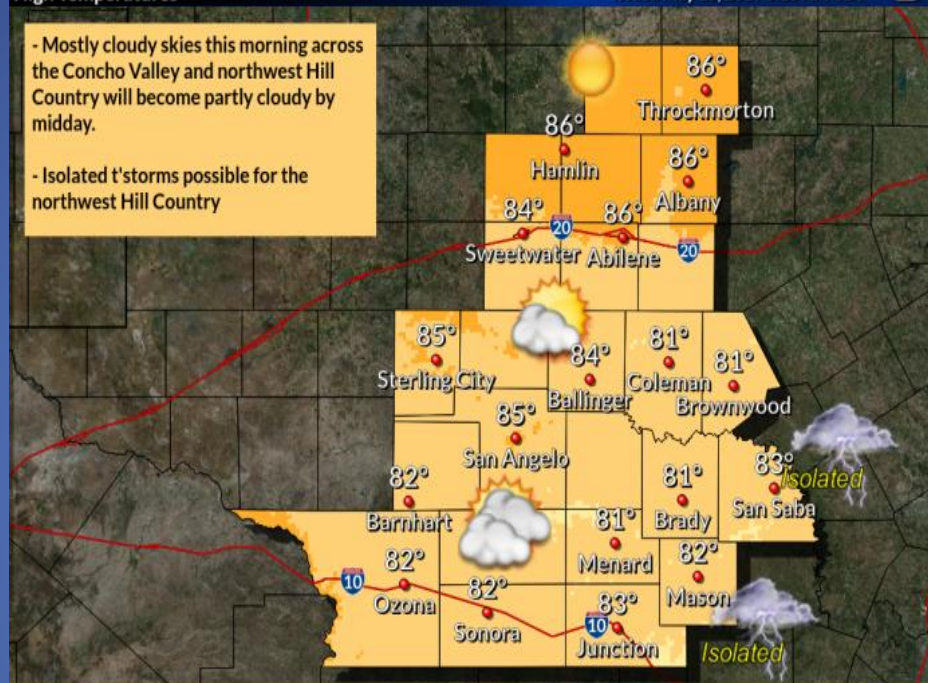 High Temperatures
- Mostly cloudy skies this morning across
the Concho Valley and northwest Hill
Country will become partly cloudy by
midday.
- Isolated t'storms possible for the
northwest Hill Country
86°
Throckmorton
86°
Hamlin
86°
Albany
84°
Sweetwater
20
86°
Abilene
20
85°
Sterling City
84°
Ballinger
81°
Coleman
81°
Brownwood
85°
San Angelo
82°
Barnhart
81°
Brady
83°
San Saba
Isolated
81°
Menard
82°
Mason
10
82°
Ozona
82°
Sonora
10
83°
Junction
Isolated